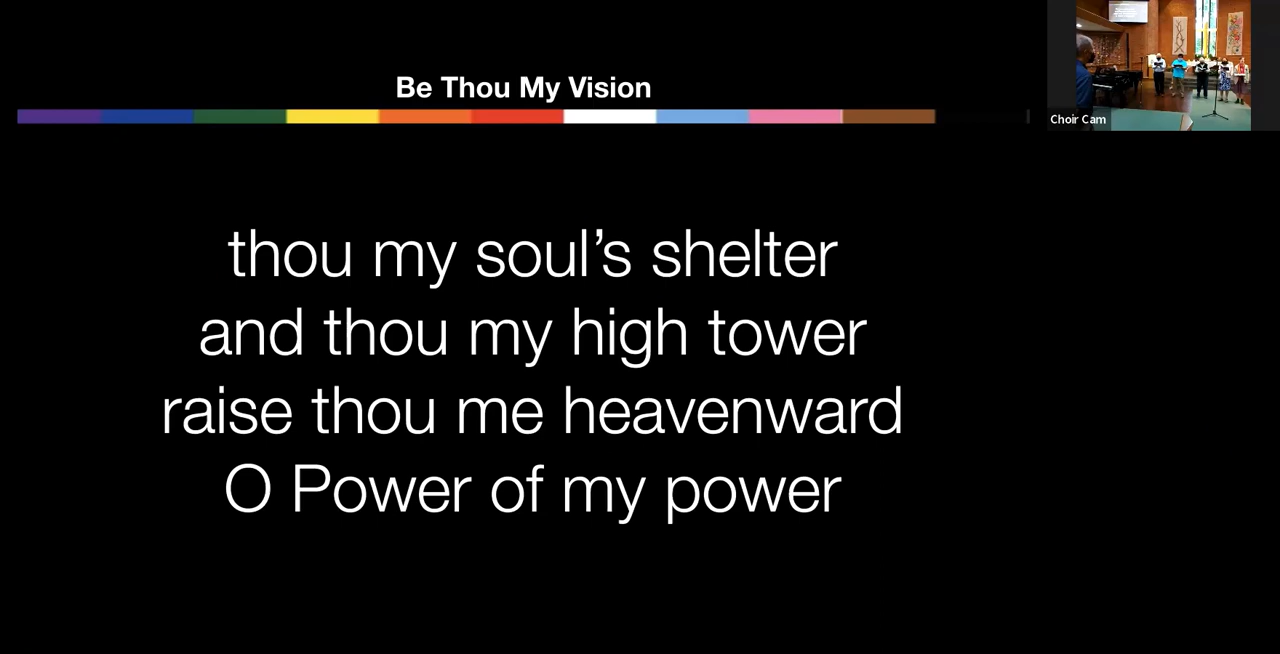 Be Thou My Vision
Choir Cam
thou my soul’s shelter
and thou my high tower
raise thou me heavenward
O Power of my power